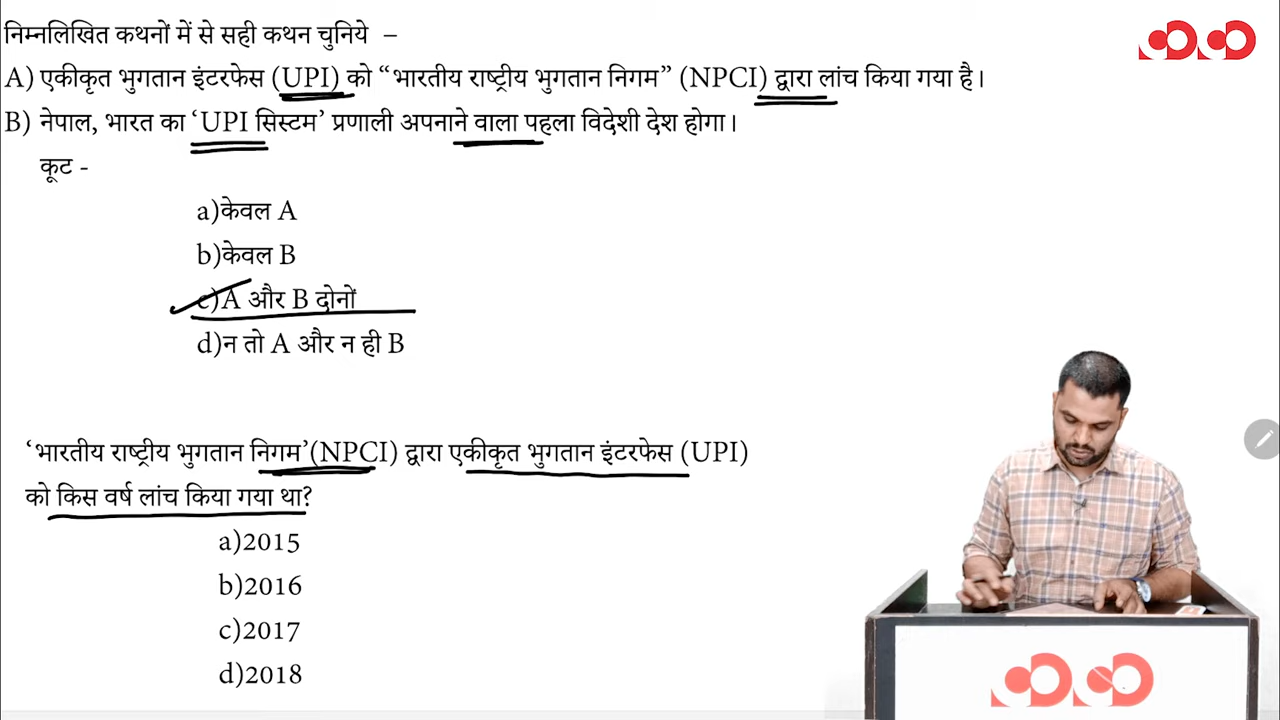 निम्नलिखित कथनों में से सही कथन चुनिये –
A) एकीकृत भुगतान इंटरफेस (UPI) को “भारतीय राष्ट्रीय भुगतान निगम” (NPCI) द्वारा लांच किया गया है।
B) नेपाल, भारत का ‘UPI सिस्टम’ प्रणाली अपनाने वाला पहला विदेशी देश होगा।
कूट -
a)केवल A
b)केवल B
c)A और B दोनों
d)न तो A और न ही B
‘भारतीय राष्ट्रीय भुगतान निगम’(NPCI) द्वारा एकीकृत भुगतान इंटरफेस (UPI)
को किस वर्ष लांच किया गया था?
a)2015
b)2016
c)2017
d)2018